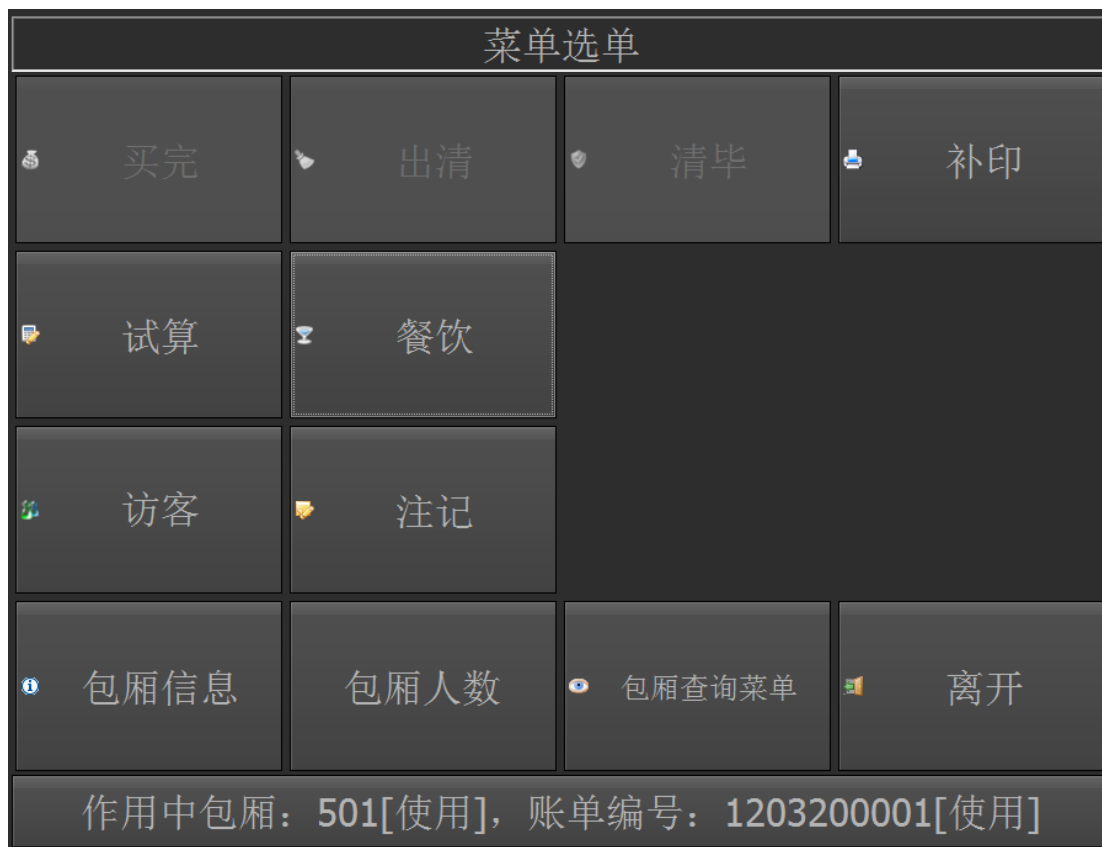 菜单选单
买完
出清
清毕
补印
试算
餐饮
访客
注记
包厢信息
包厢人数
包厢查询菜单
离开
作用中包厢：501[使用]，账单编号：1203200001[使用]